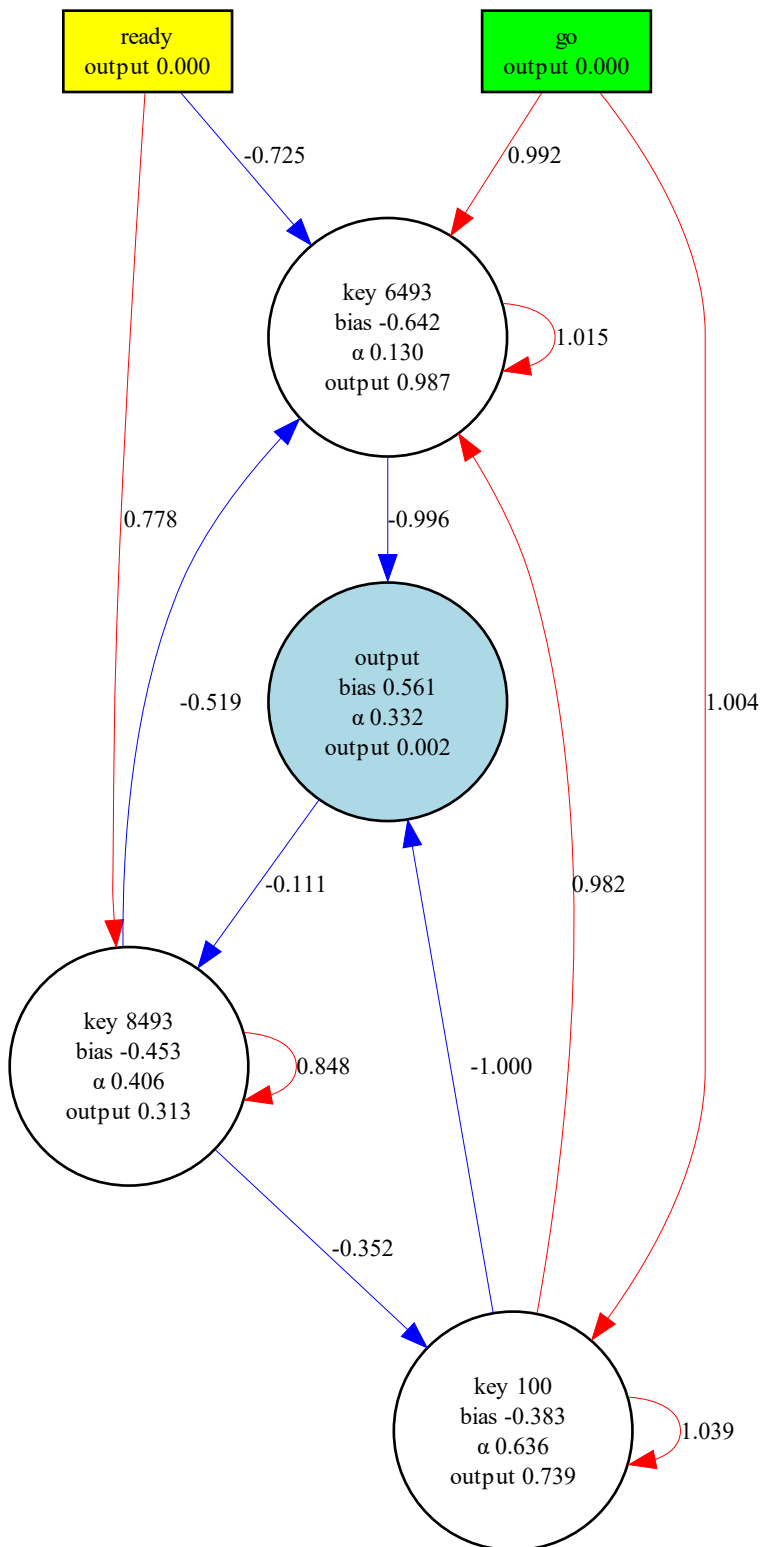 ready
output 0.000
go
output 0.000
-0.725
0.992
key 6493
bias -0.642
α 0.130
output 0.987
1.015
0.778
-0.996
output
bias 0.561
α 0.332
output 0.002
-0.519
1.004
-0.111
0.982
key 8493
bias -0.453
α 0.406
output 0.313
0.848
-1.000
-0.352
key 100
bias -0.383
α 0.636
output 0.739
1.039